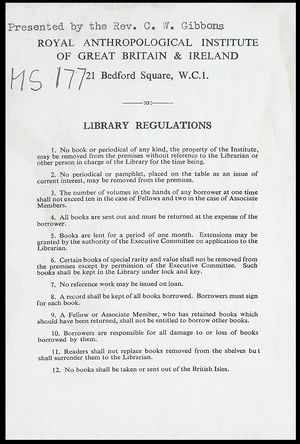 Presented by the Rev. C. W. Gibbons
ROYAL ANTHROPOLOGICAL INSTITUTE
OF GREAT BRITAIN & IRELAND
MS 177
21 Bedford Square, W.C.1.
LIBRARY REGULATIONS
1. No book or periodical of any kind, the property of the Institute,
may be removed from the premises without reference to the Librarian or
other person in charge of the Library for the time being.
2. No periodical or pamphlet, placed on the table as an issue of
current interest, may be removed from the premises.
3. The number of volumes in the hands of any borrower at one time
shall not exceed ten in the case of Fellows and two in the case of Associate
Members.
4. All books are sent out and must be returned at the expense of the
borrower.
5. Books are lent for a period of one month. Extensions may be
granted by the authority of the Executive Committee on application to the
Librarian.
6. Certain books of special rarity and value shall not be removed from
the premises except by permission of the Executive Committee. Such
books shall be kept in the Library under lock and key.
7. No reference work may be issued on loan.
8. A record shall be kept of all books borrowed. Borrowers must sign
for each book.
9. A Fellow or Associate Member, who has retained books which
should have been returned, shall not be entitled to borrow other books.
10. Borrowers are responsible for all damage to or loss of books
borrowed by them.
11. Readers shall not replace books removed from the shelves but
shall surrender them to the Librarian.
12. No books shall be taken or sent out of the British Isles.